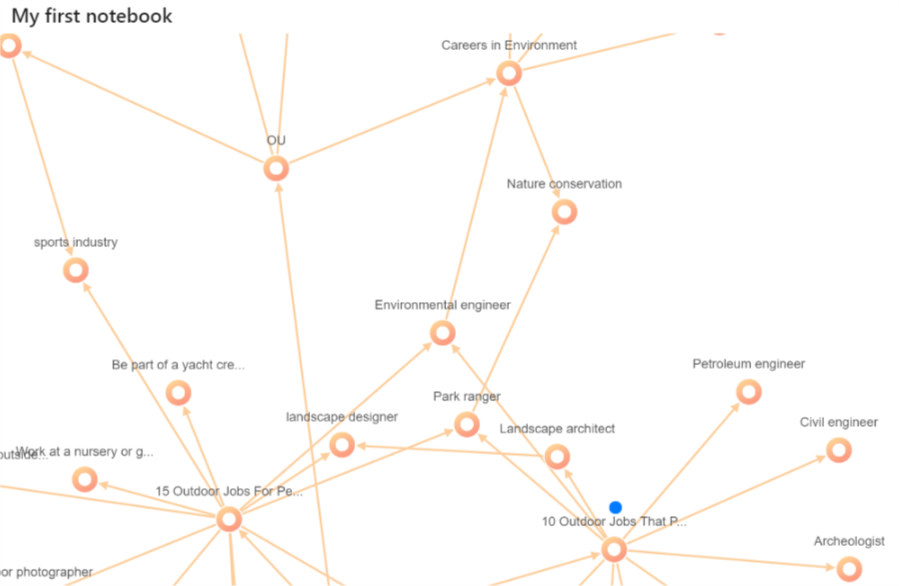 My first notebook
Careers in Environment
OU
Nature conservation
sports industry
Environmental engineer
Be part of a yacht cre...
Petroleum engineer
Park ranger
landscape designer
Landscape architect
Civil engineer
outside...
Work at a nursery or g...
15 Outdoor Jobs For Pe...
10 Outdoor Jobs That P...
Archeologist
or photographer